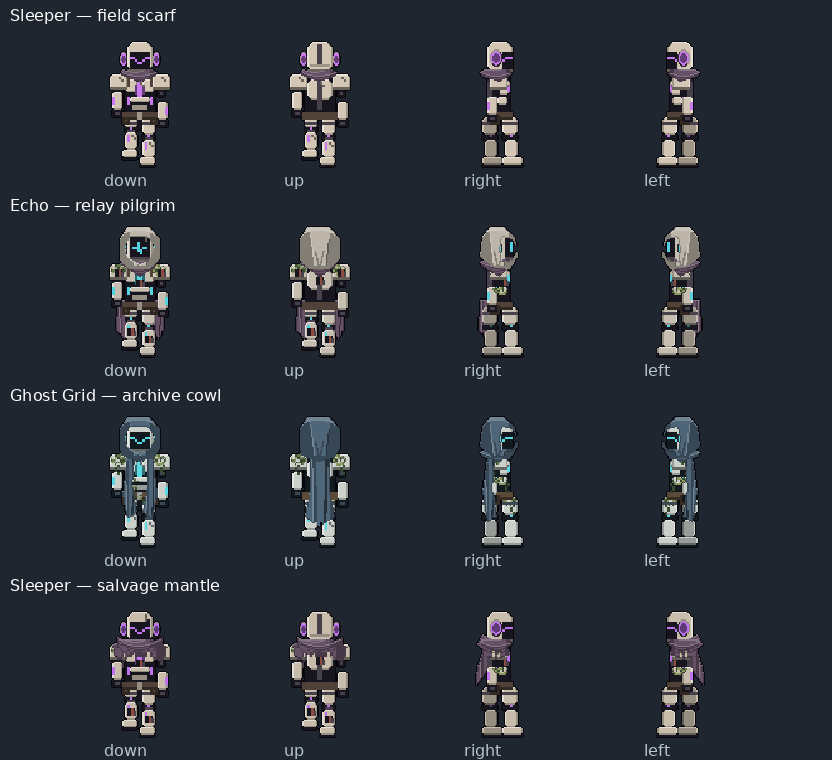 Sleeper — field scarf
down up right left
Echo — relay pilgrim
down up right left
Ghost Grid — archive cowl
down up right left
Sleeper — salvage mantle
down up right left